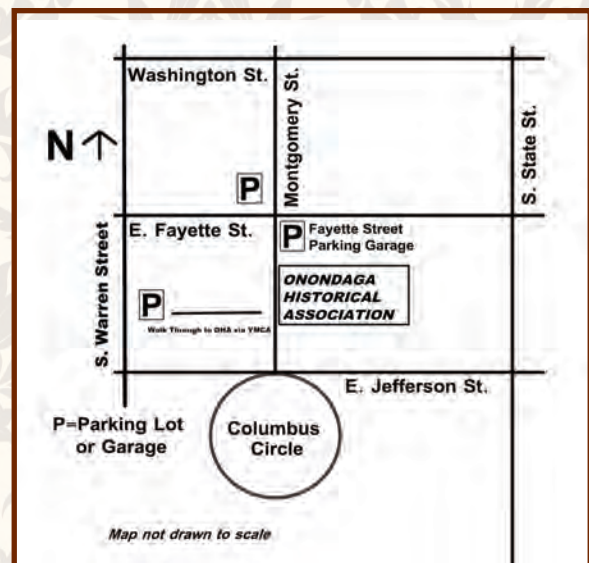 Washington St.
Montgomery St.
S. State St.
N
P
E. Fayette St.
P Fayette Street
Parking Garage
S. Warren Street
ONONDAGA
HISTORICAL
ASSOCIATION
P
Walk Through to OHA via YMCA
E. Jefferson St.
P=Parking Lot
or Garage
Columbus
Circle
Map not drawn to scale